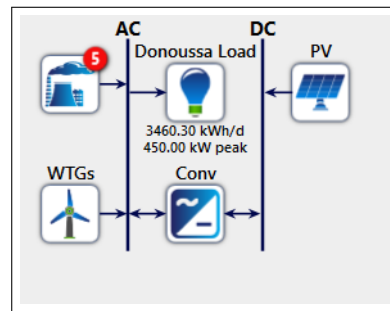 AC
DC
5
Donoussa Load
PV
3460.30 kWh/d
450.00 kW peak
WTGs
Conv